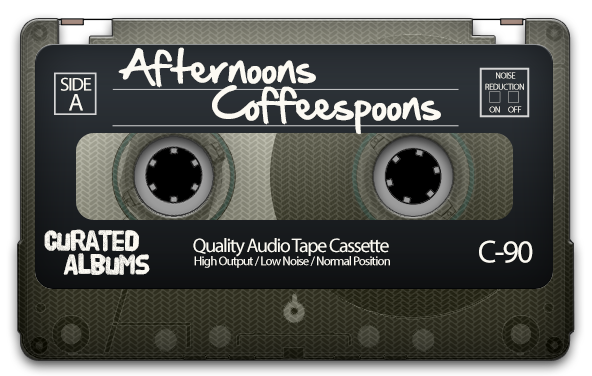 Afternoons
Coffeespoons
SIDE
A
NOISE
REDUCTION
ON OFF
CURATED
ALBUMS
Quality Audio Tape Cassette
High Output / Low Noise / Normal Position
C-90